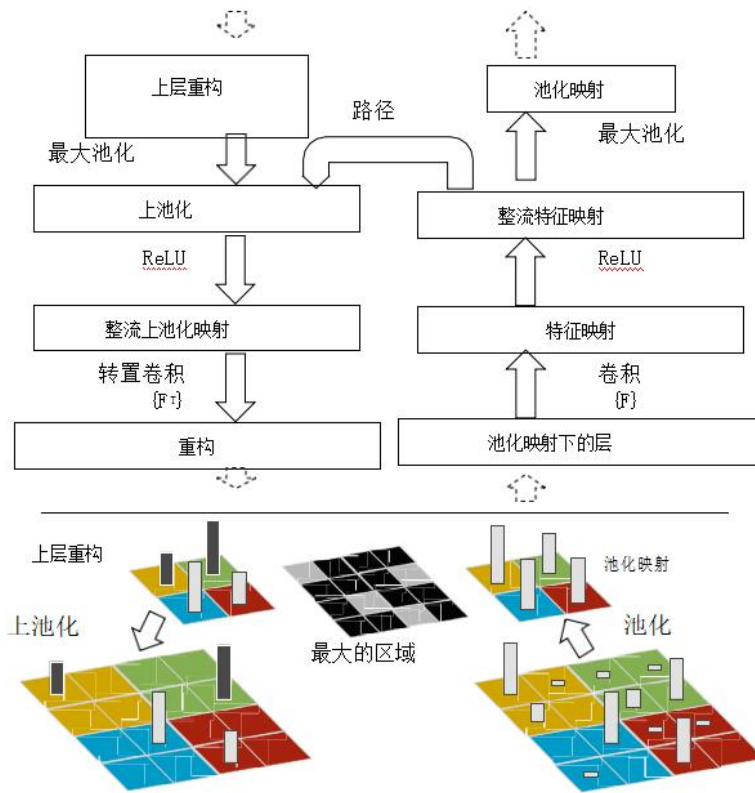 上层重构
池化映射
路径
最大池化
最大池化
上池化
整流特征映射
ReLU
ReLU
整流上池化映射
特征映射
转置卷积
{FT}
卷积
{F}
重构
池化映射下的层
上层重构
池化映射
上池化
最大的区域
池化